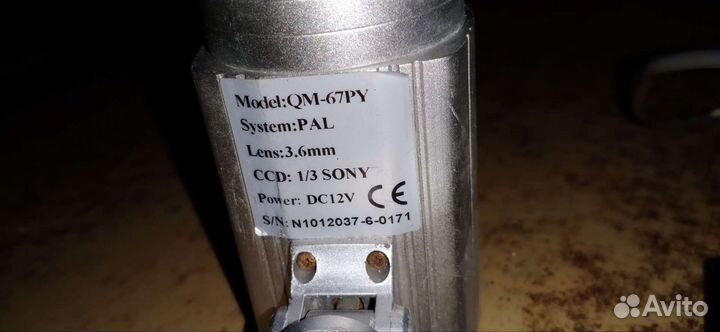 Model:QM-67PY
System:PAL
Lens:3.6mm
CCD: 1/3 SONY
Power: DC12V CE
S/N: N1012037-6-0171
Avito